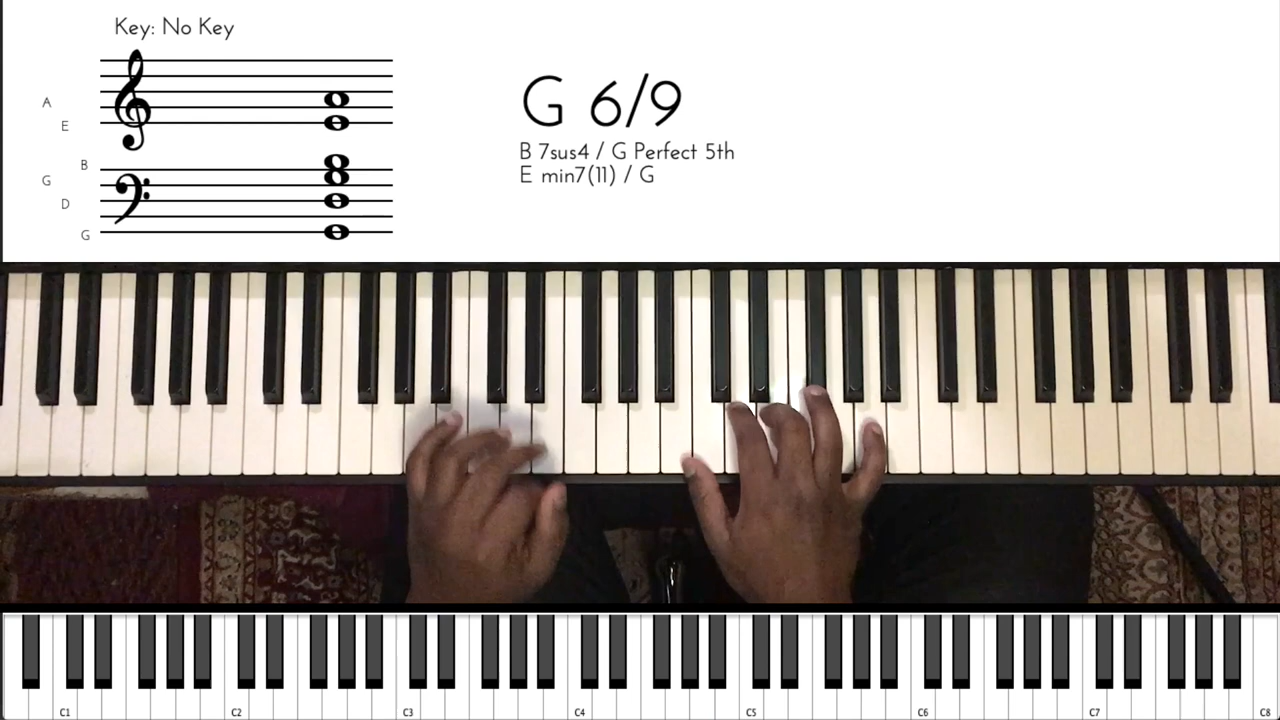 Key: No Key
A
E
B
G
D
G
G 6/9
B 7sus4 / G Perfect 5th
E min7(11) / G
C1 C2 C3 C4 C5 C6 C7 C8